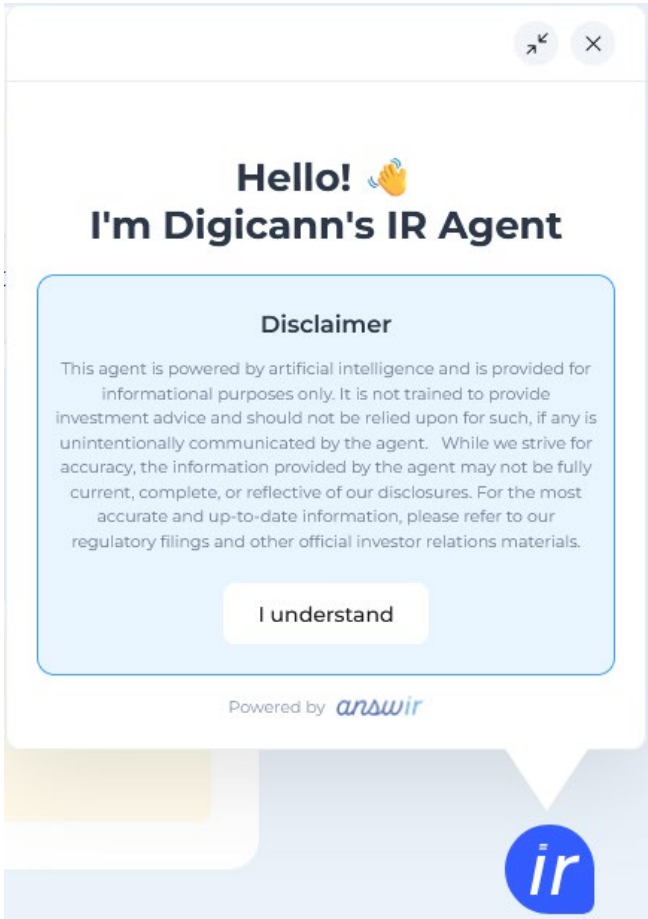 Hello! 👋
I'm Digicann's IR Agent
Disclaimer
This agent is powered by artificial intelligence and is provided for
informational purposes only. It is not trained to provide
investment advice and should not be relied upon for such, if any is
unintentionally communicated by the agent.   While we strive for
accuracy, the information provided by the agent may not be fully
current, complete, or reflective of our disclosures. For the most
accurate and up-to-date information, please refer to our
regulatory filings and other official investor relations materials.
I understand
Powered by answir
ir